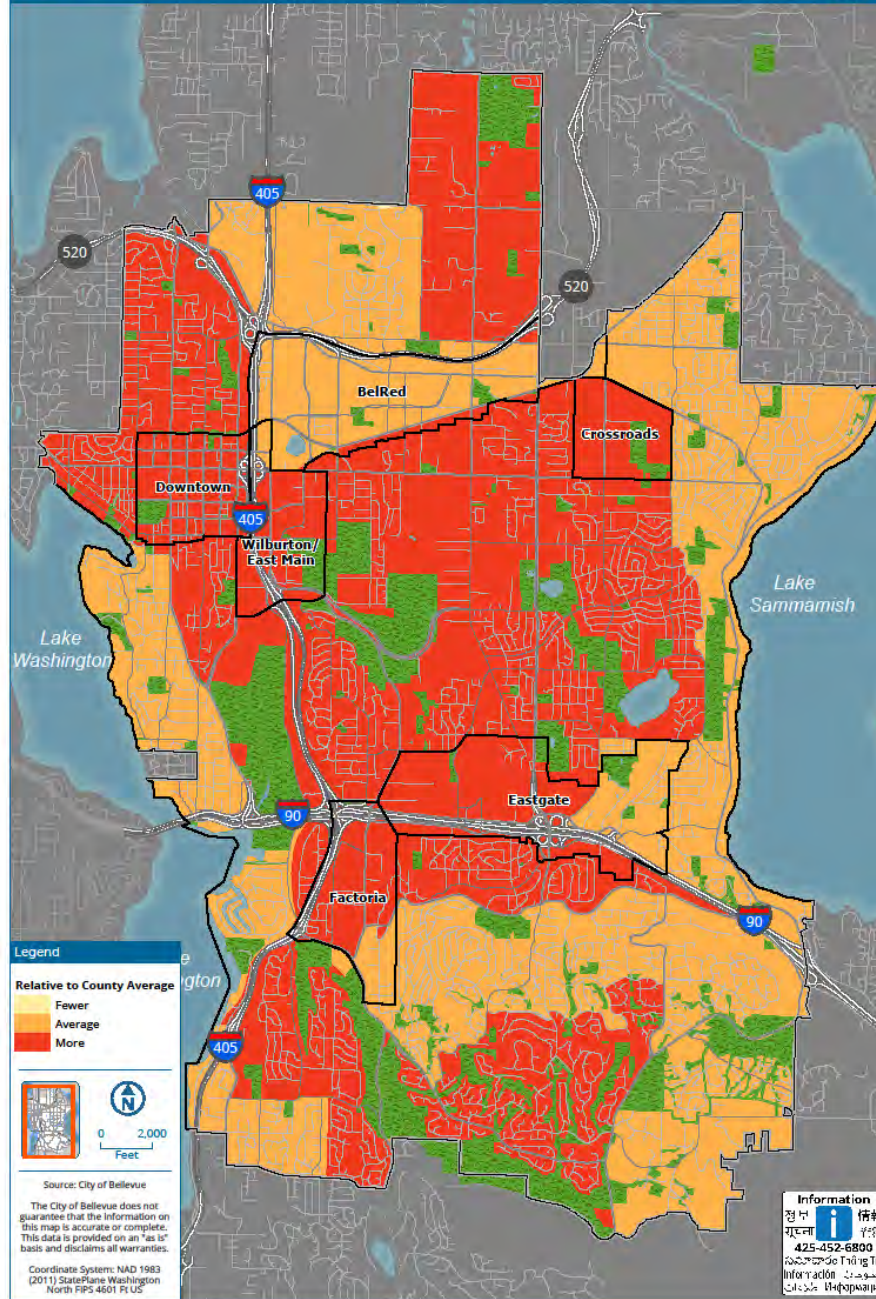 405
520
520
BelRed
Crossroads
Downtown
405
Wilburton/
East Main
Lake
Sammamish
Lake
Washington
Eastgate
90
Factoria
90
Legend
Relative to County Average
Fewer
Average
More
405
N
0 2,000
Feet
Source: City of Bellevue
The City of Bellevue does not
guarantee that the information on
this map is accurate or complete.
This data is provided on an "as is"
basis and disclaims all warranties.
Coordinate System: NAD 1983
(2011) StatePlane Washington
North FIPS 4601 Ft US
Information
정보 i 情報
425-452-6800
Información